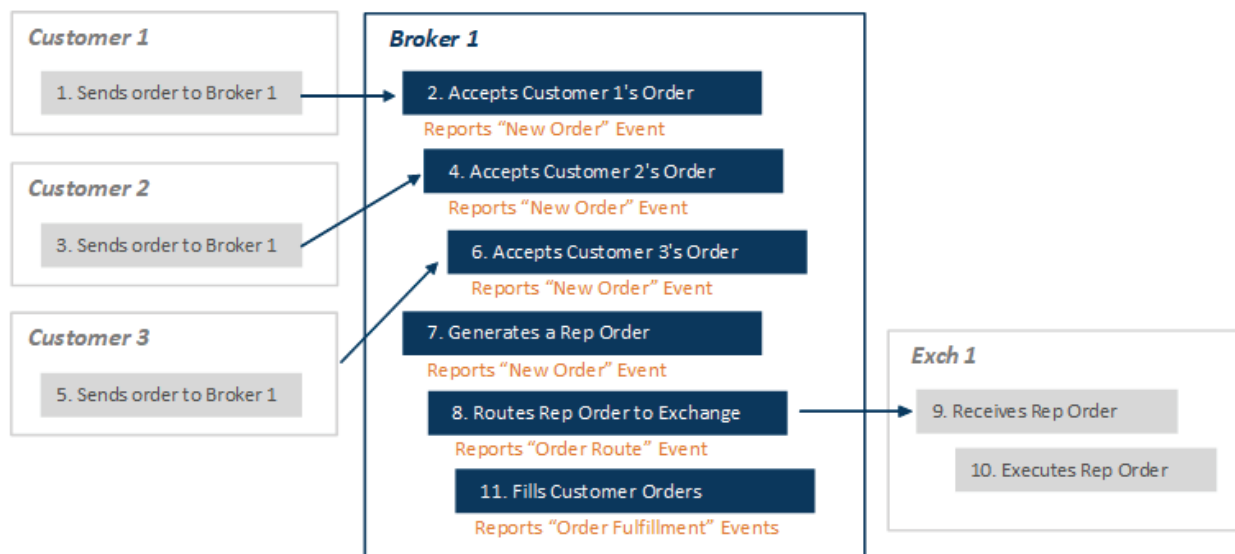 Customer 1
1. Sends order to Broker 1
Customer 2
3. Sends order to Broker 1
Customer 3
5. Sends order to Broker 1
Broker 1
2. Accepts Customer 1's Order
Reports “New Order” Event
4. Accepts Customer 2's Order
Reports “New Order” Event
6. Accepts Customer 3's Order
Reports “New Order” Event
7. Generates a Rep Order
Reports “New Order” Event
8. Routes Rep Order to Exchange
Reports “Order Route” Event
11. Fills Customer Orders
Reports “Order Fulfillment” Events
Exch 1
9. Receives Rep Order
10. Executes Rep Order